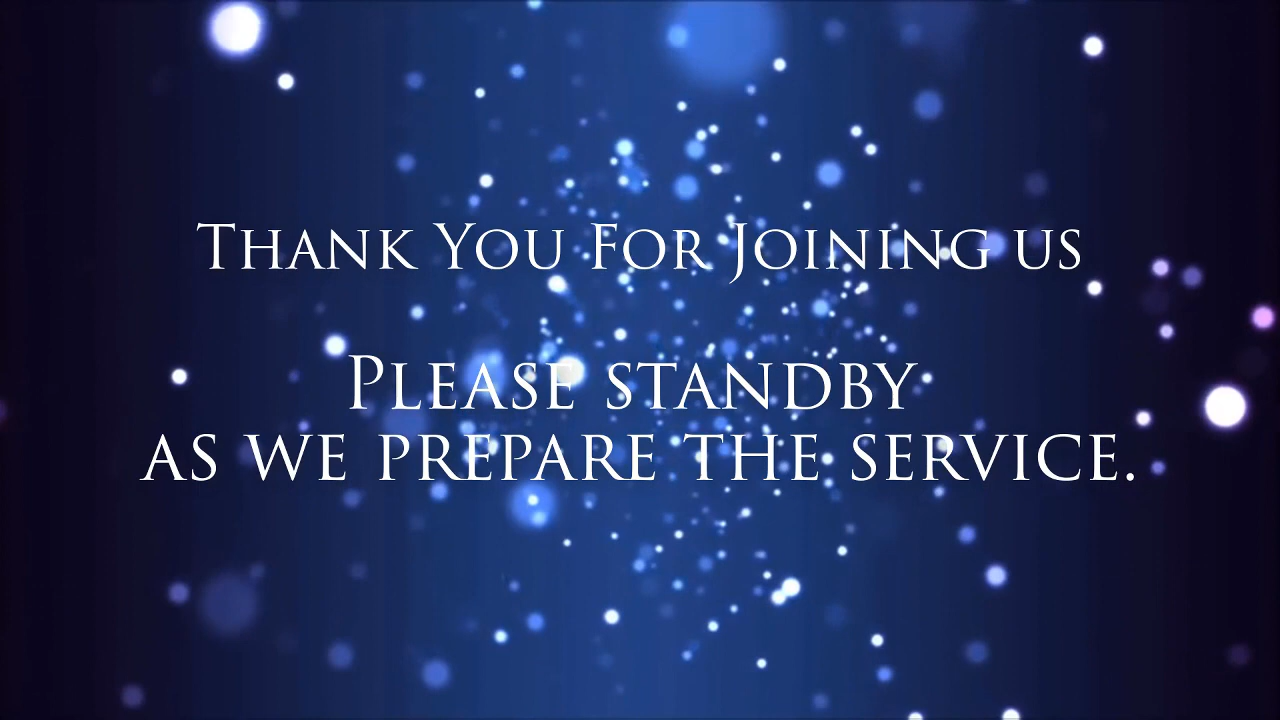 Thank You For Joining us
Please standby
as we prepare the service.